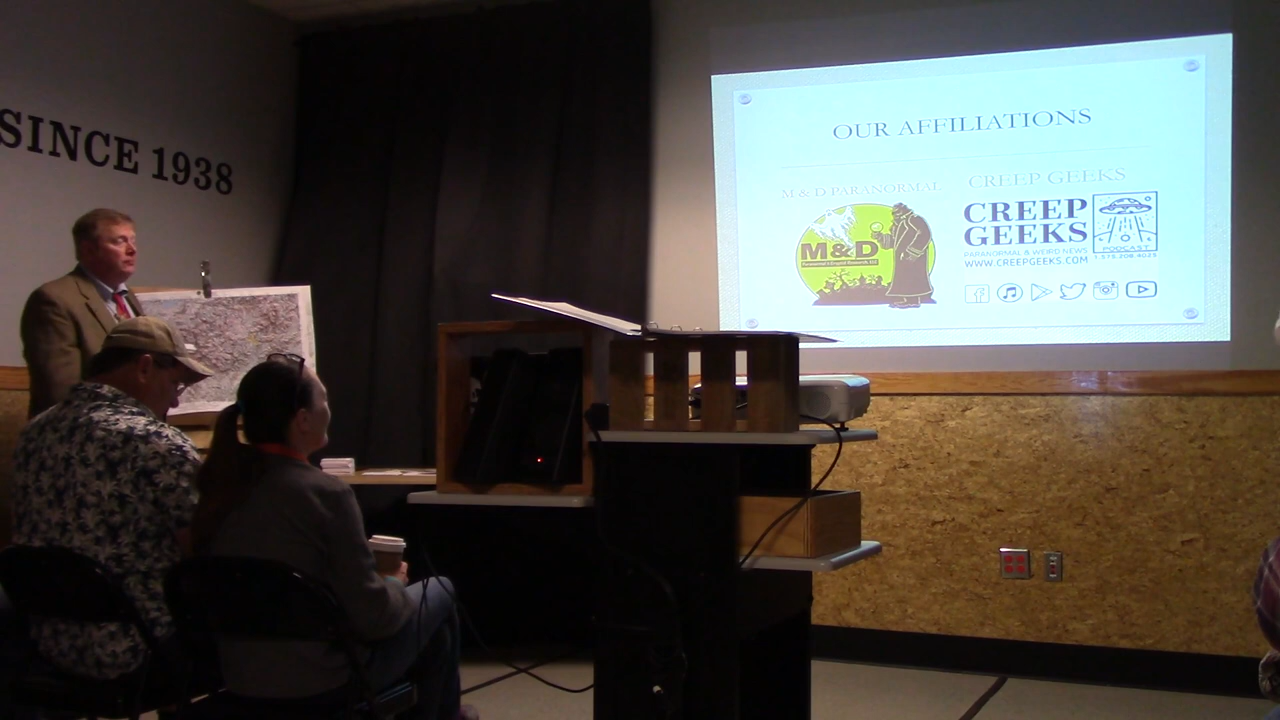 SINCE 1938
OUR AFFILIATIONS
M & D PARANORMAL
M&D
CREEP GEEKS
CREEP
GEEKS
PARANORMAL & WEIRD NEWS
WWW.CREEPGEEKS.COM
PODCAST